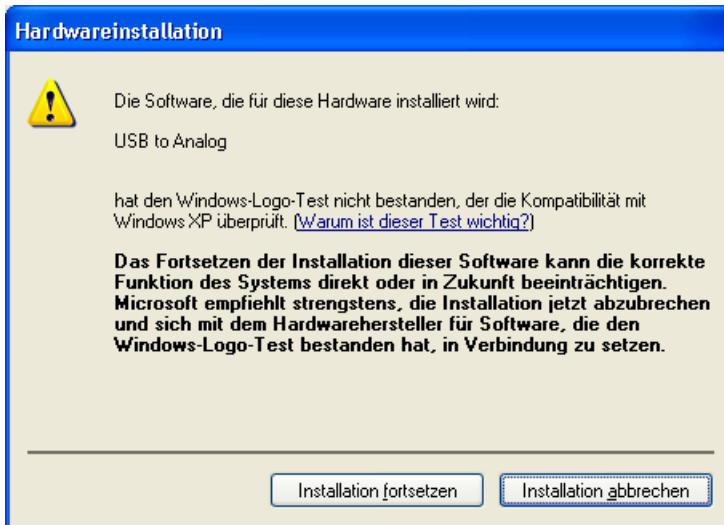 Hardwareinstallation
Die Software, die für diese Hardware installiert wird:
USB to Analog
hat den Windows-Logo-Test nicht bestanden, der die Kompatibilität mit
Windows XP überprüft. (Warum ist dieser Test wichtig?)
Das Fortsetzen der Installation dieser Software kann die korrekte
Funktion des Systems direkt oder in Zukunft beeinträchtigen.
Microsoft empfiehlt strengstens, die Installation jetzt abzubrechen
und sich mit dem Hardwarehersteller für Software, die den
Windows-Logo-Test bestanden hat, in Verbindung zu setzen.
Installation fortsetzen
Installation abbrechen